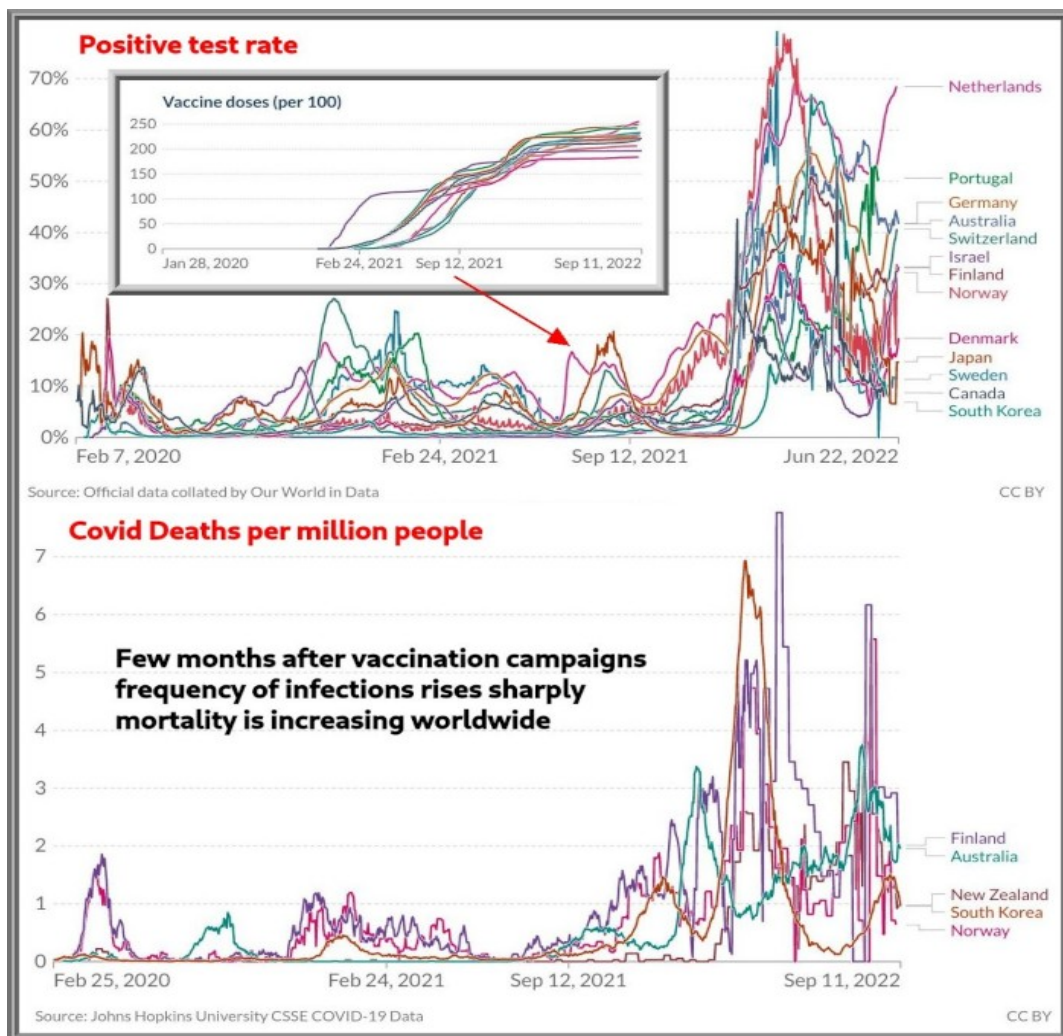 Positive test rate
70%
60%
50%
40%
30%
20%
10%
0%
Vaccine doses (per 100)
250
200
150
100
50
0
Jan 28, 2020
Feb 24, 2021
Sep 12, 2021
Sep 11, 2022
Netherlands
Portugal
Germany
Australia
Switzerland
Israel
Finland
Norway
Denmark
Japan
Sweden
Canada
South Korea
Feb 7, 2020
Feb 24, 2021
Sep 12, 2021
Jun 22, 2022
Source: Official data collated by Our World in Data
CC BY
Covid Deaths per million people
7
6
5
4
3
2
1
0
Few months after vaccination campaigns
frequency of infections rises sharply
mortality is increasing worldwide
Finland
Australia
New Zealand
South Korea
Norway
Feb 25, 2020
Feb 24, 2021
Sep 12, 2021
Sep 11, 2022
Source: Johns Hopkins University CSSE COVID-19 Data
CC BY